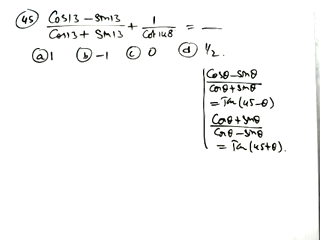 45) Cos13 - Sin13 / Cos13 + Sin13 + 1 / Cot148 = —
a) 1 b) -1 c) 0 d) 1/2.
Cosθ - Sinθ / Cosθ + Sinθ
= Tan (45-θ)
Cosθ + Sinθ / Cosθ - Sinθ
= Tan (45+θ).